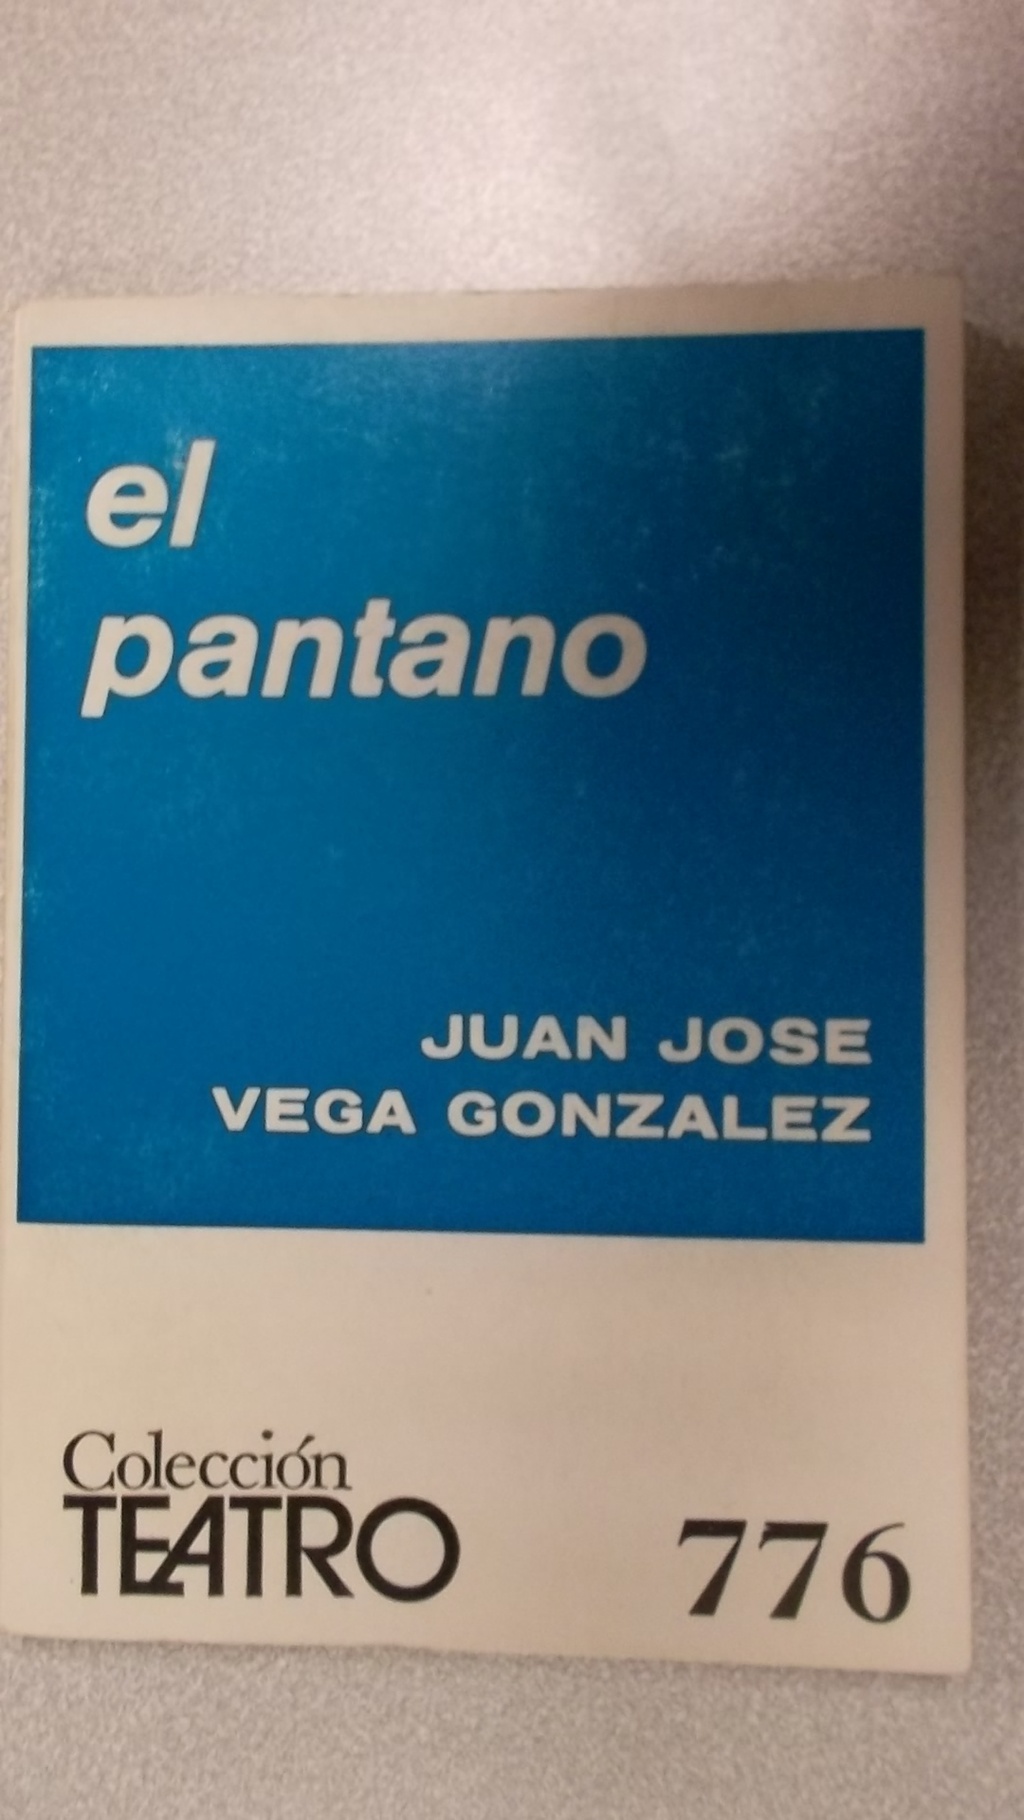 el
pantano
JUAN JOSE
VEGA GONZALEZ
Colección
TEATRO
776